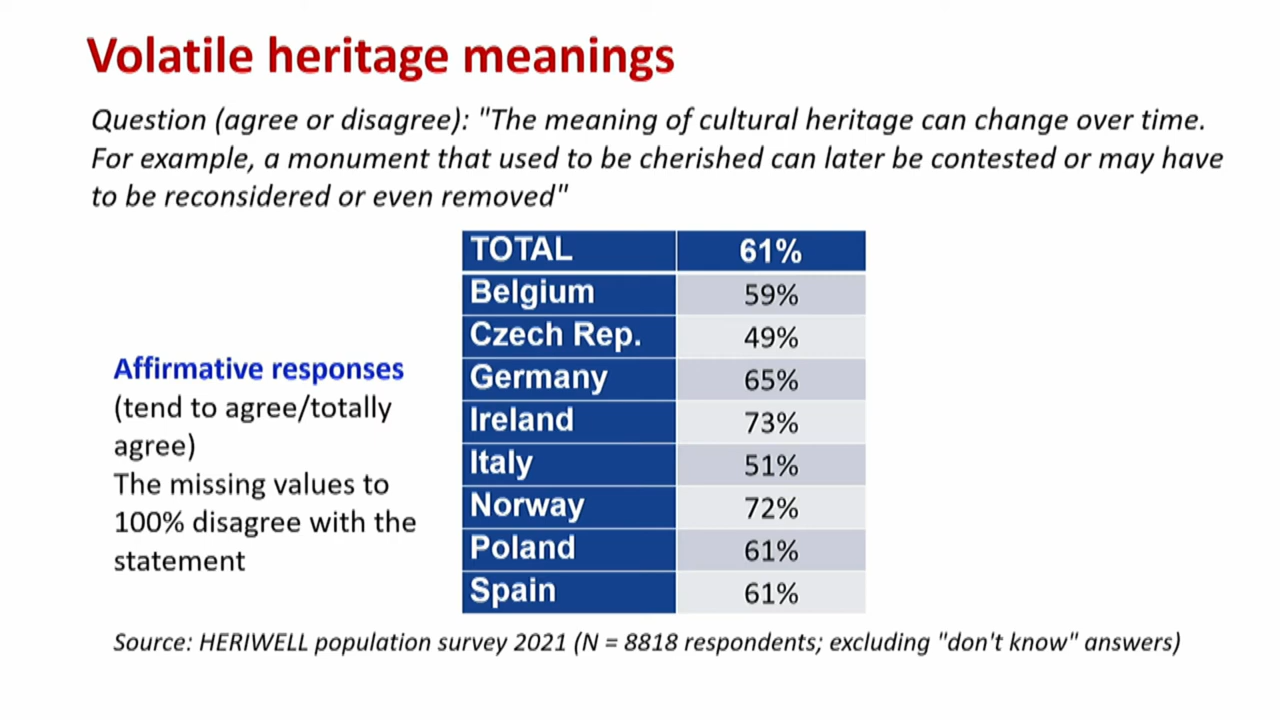 Volatile heritage meanings
Question (agree or disagree): "The meaning of cultural heritage can change over time.
For example, a monument that used to be cherished can later be contested or may have
to be reconsidered or even removed"
TOTAL 61%
Belgium 59%
Czech Rep. 49%
Germany 65%
Ireland 73%
Italy 51%
Norway 72%
Poland 61%
Spain 61%
Affirmative responses
(tend to agree/totally
agree)
The missing values to
100% disagree with the
statement
Source: HERIWELL population survey 2021 (N = 8818 respondents; excluding "don't know" answers)